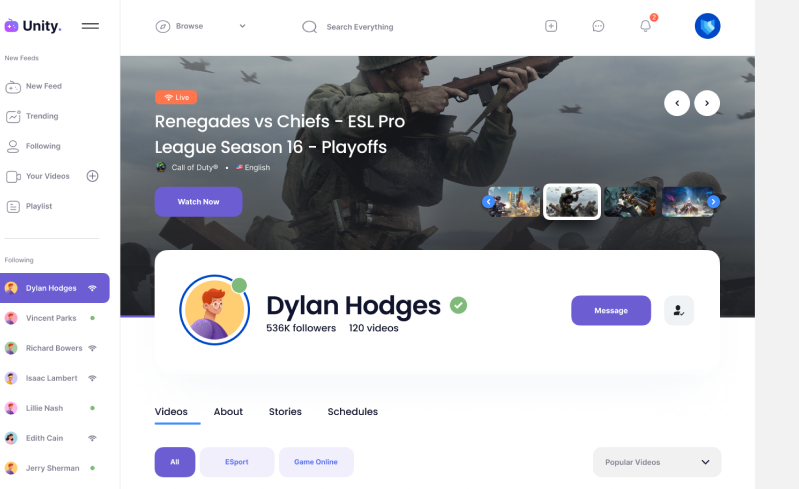 Unity.
Browse
Search Everything
2
New Feeds
New Feed
Trending
Following
Your Videos
Playlist
Following
Dylan Hodges
Vincent Parks
Richard Bowers
Isaac Lambert
Lillie Nash
Edith Cain
Jerry Sherman
Live
Renegades vs Chiefs - ESL Pro
League Season 16 - Playoffs
Call of Duty® • English
Watch Now
Dylan Hodges
536K followers 120 videos
Message
Videos About Stories Schedules
All ESport Game Online Popular Videos